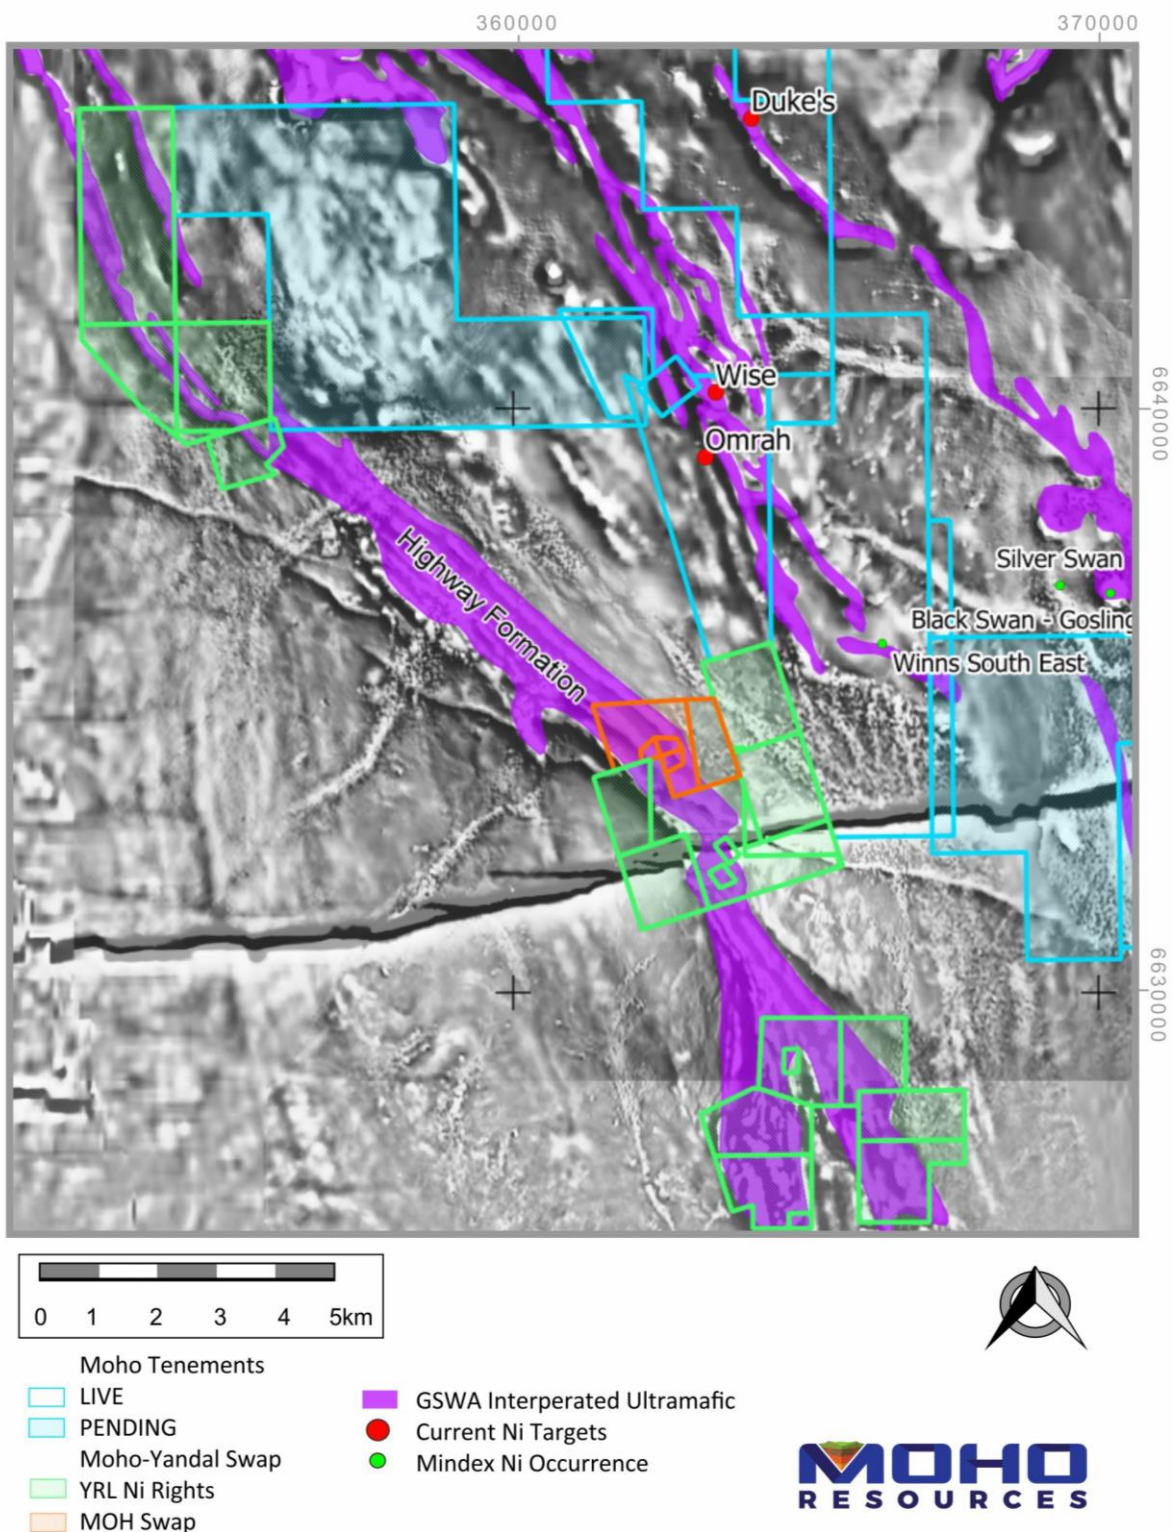 360000
370000
Duke's
Wise
6640000
Omrah
Highway Formation
Silver Swan
Black Swan - Gosling
Winns South East
6630000
0 1 2 3 4 5km
Moho Tenements
LIVE
PENDING
Moho-Yandal Swap
YRL Ni Rights
MOH Swap
GSWA Interperated Ultramafic
Current Ni Targets
Mindex Ni Occurrence
MOHO
RESOURCES